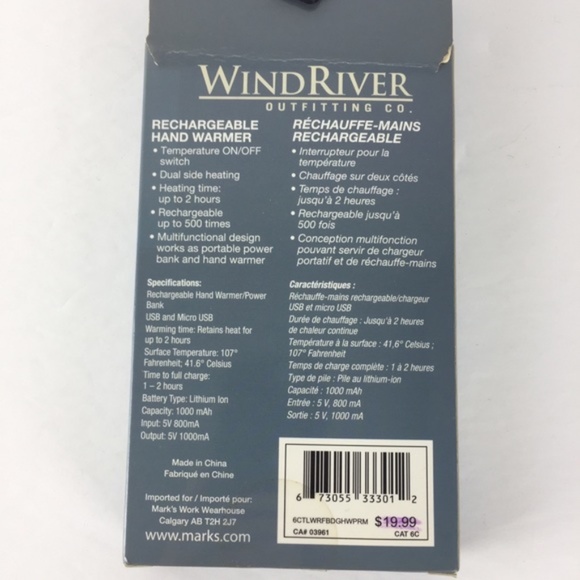 WINDRIVER
OUTFITTING CO.
RECHARGEABLE
HAND WARMER
• Temperature ON/OFF
switch
• Dual side heating
• Heating time:
up to 2 hours
• Rechargeable
up to 500 times
• Multifunctional design
works as portable power
bank and hand warmer
RÉCHAUFFE-MAINS
RECHARGEABLE
• Interrupteur pour la
température
• Chauffage sur deux côtés
• Temps de chauffage :
jusqu'à 2 heures
• Rechargeable jusqu'à
500 fois
• Conception multifonction
pouvant servir de chargeur
portatif et de réchauffe-mains
Specifications:
Rechargeable Hand Warmer/Power
Bank
USB and Micro USB
Warming time: Retains heat for
up to 2 hours
Surface Temperature: 107°
Fahrenheit; 41.6° Celsius
Time to full charge:
1 – 2 hours
Battery Type: Lithium Ion
Capacity: 1000 mAh
Input: 5V 800mA
Output: 5V 1000mA
Caractéristiques :
Réchauffe-mains rechargeable/chargeur
USB et micro USB
Durée de chauffage : Jusqu'à 2 heures
de chaleur continue
Température à la surface : 41,6° Celsius ;
107° Fahrenheit
Temps de charge complète : 1 à 2 heures
Type de pile : Pile au lithium-ion
Capacité : 1000 mAh
Entrée : 5 V, 800 mA
Sortie : 5 V, 1000 mA
Made in China
Fabriqué en Chine
Imported for / Importé pour:
Mark's Work Wearhouse
Calgary AB T2H 2J7
www.marks.com
6 73055 33301 2
6CTLWRFBDGHWPRM $19.99
CA# 03961 CAT 6C